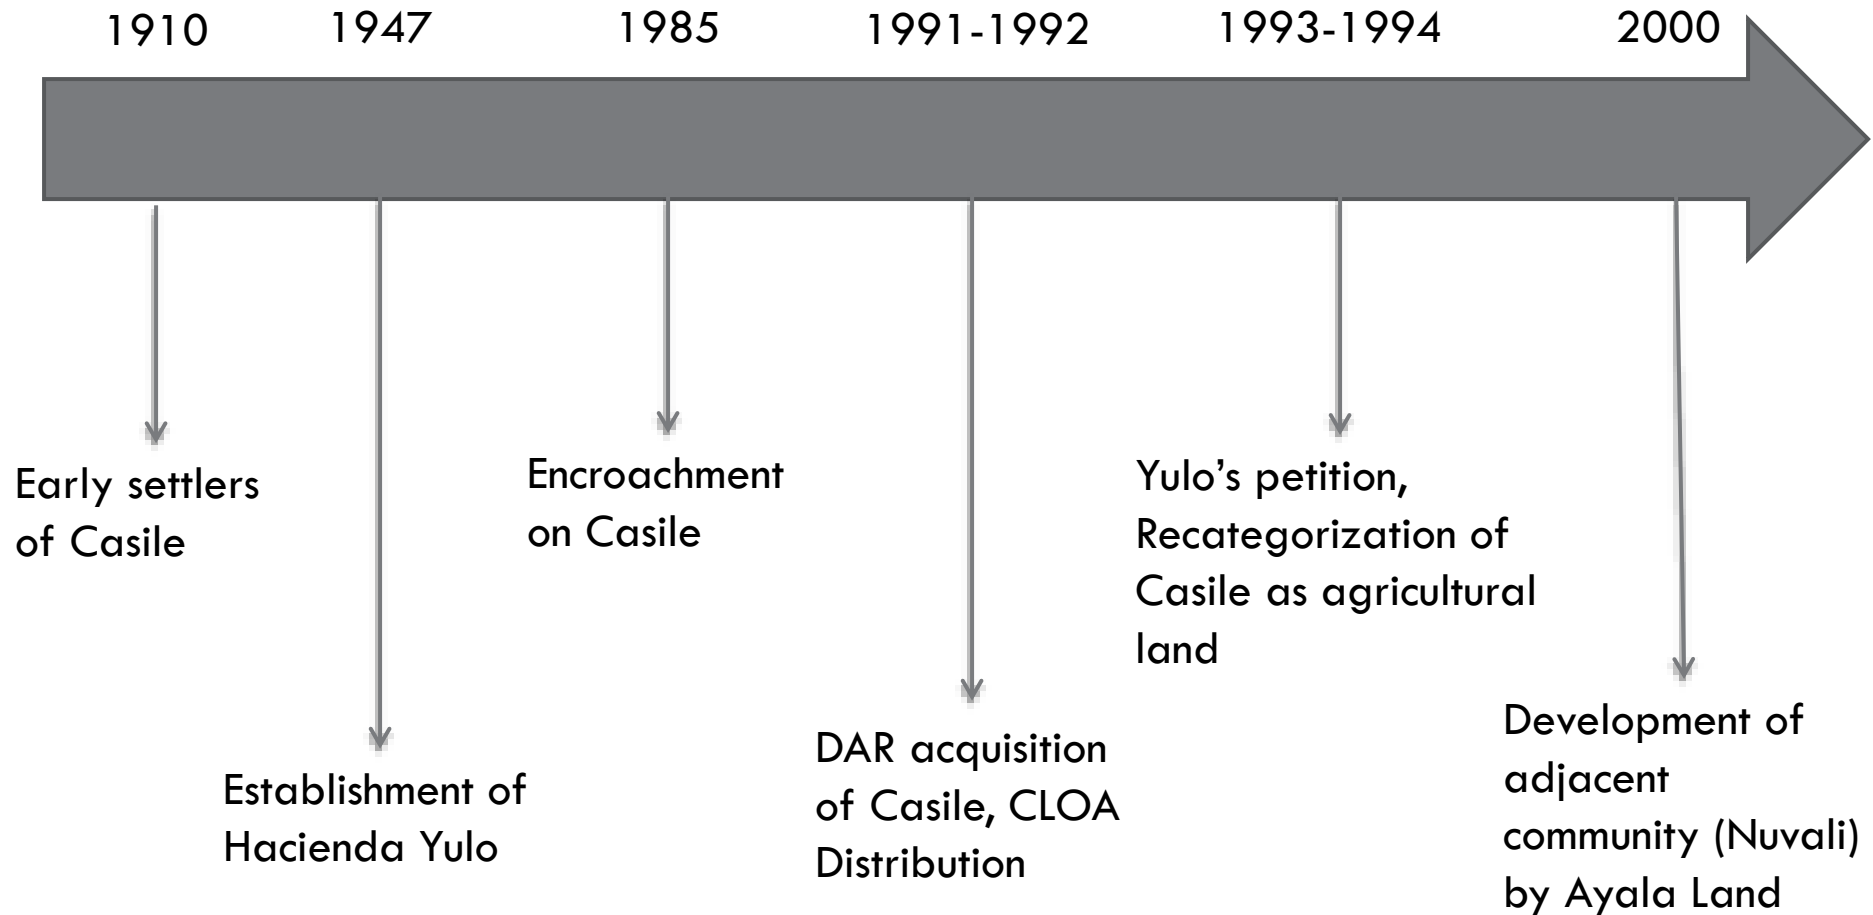 1910
1947
1985
1991-1992
1993-1994
2000
Early settlers
of Casile
Establishment of
Hacienda Yulo
Encroachment
on Casile
DAR acquisition
of Casile, CLOA
Distribution
Yulo’s petition,
Recategorization of
Casile as agricultural
land
Development of
adjacent
community (Nuvali)
by Ayala Land